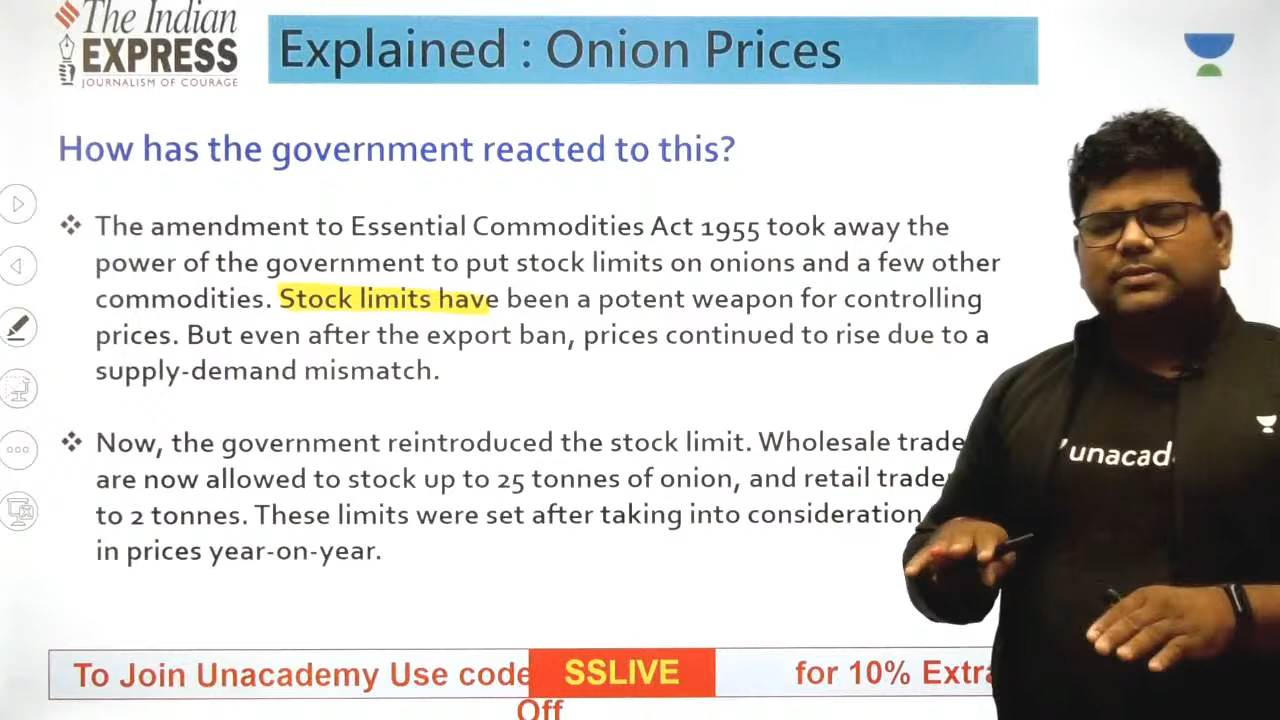 The Indian
EXPRESS
JOURNALISM OF COURAGE
Explained : Onion Prices
How has the government reacted to this?
The amendment to Essential Commodities Act 1955 took away the
power of the government to put stock limits on onions and a few other
commodities. Stock limits have been a potent weapon for controlling
prices. But even after the export ban, prices continued to rise due to a
supply-demand mismatch.
Now, the government reintroduced the stock limit. Wholesale trade
are now allowed to stock up to 25 tonnes of onion, and retail trade
to 2 tonnes. These limits were set after taking into consideration
in prices year-on-year.
unacad
To Join Unacademy Use code SSLIVE for 10% Extra
Off